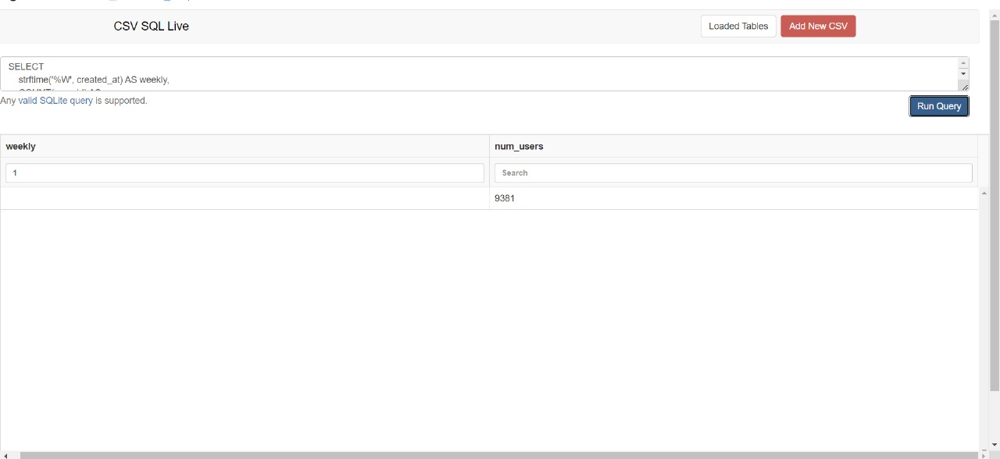 CSV SQL Live
Loaded Tables
Add New CSV
SELECT
strftime('%W', created_at) AS weekly,
Any valid SQLite query is supported.
Run Query
weekly
num_users
1
Search
9381